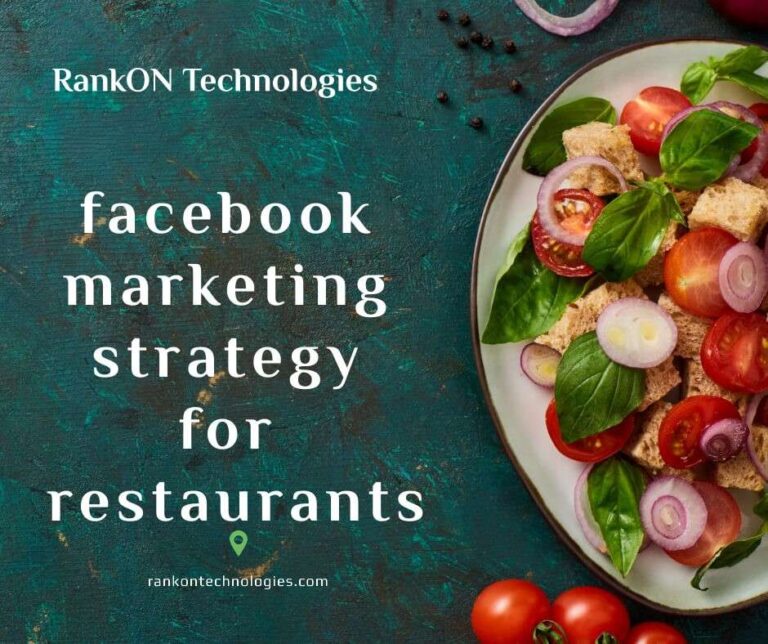 RankON Technologies
facebook
marketing
strategy
for
restaurants
rankontechnologies.com